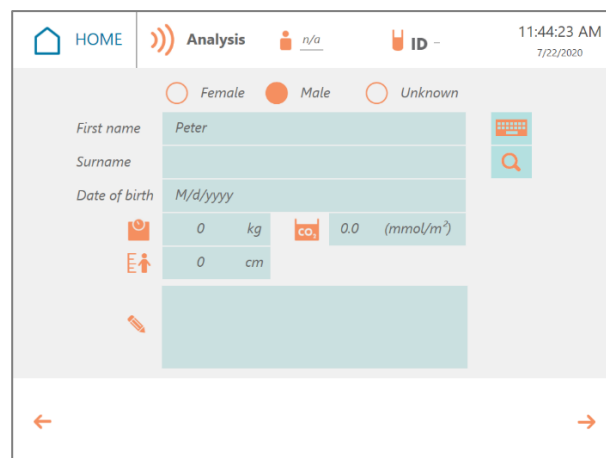 HOME Analysis n/a ID – 11:44:23 AM
7/22/2020
Female Male Unknown
First name Peter
Surname
Date of birth M/d/yyyy
0 kg CO₂ 0.0 (mmol/m²)
0 cm